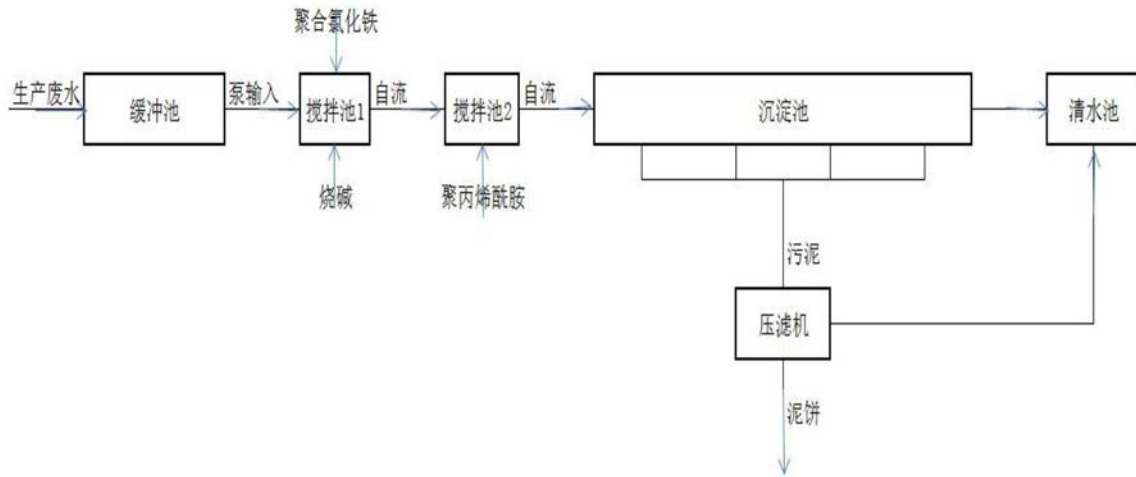 聚合氯化铁
生产废水
缓冲池
泵输入
搅拌池1
自流
搅拌池2
自流
沉淀池
清水池
烧碱
聚丙烯酰胺
污泥
压滤机
泥饼